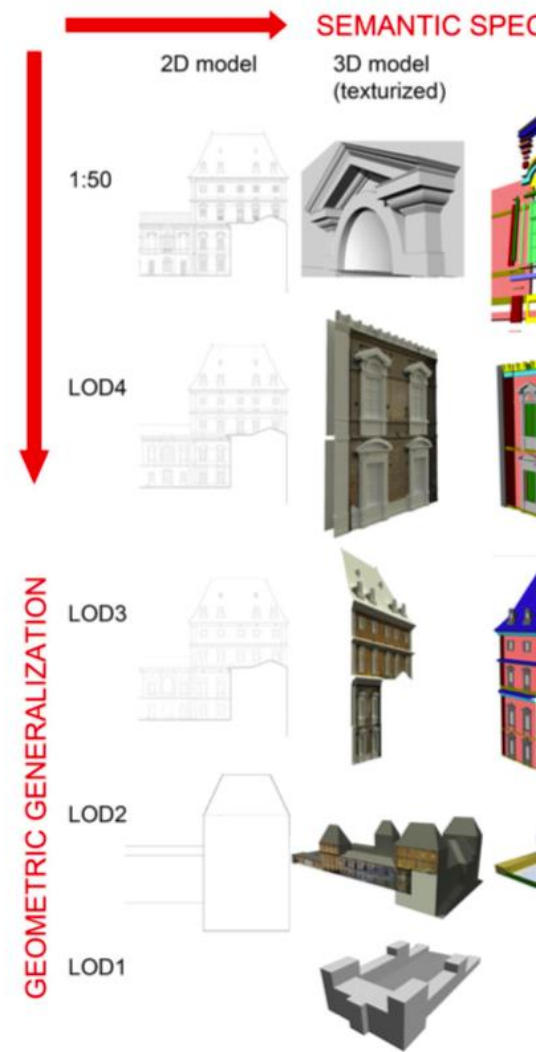 SEMANTIC SPEC
2D model
3D model
(texturized)
1:50
LOD4
LOD3
LOD2
LOD1
GEOMETRIC GENERALIZATION